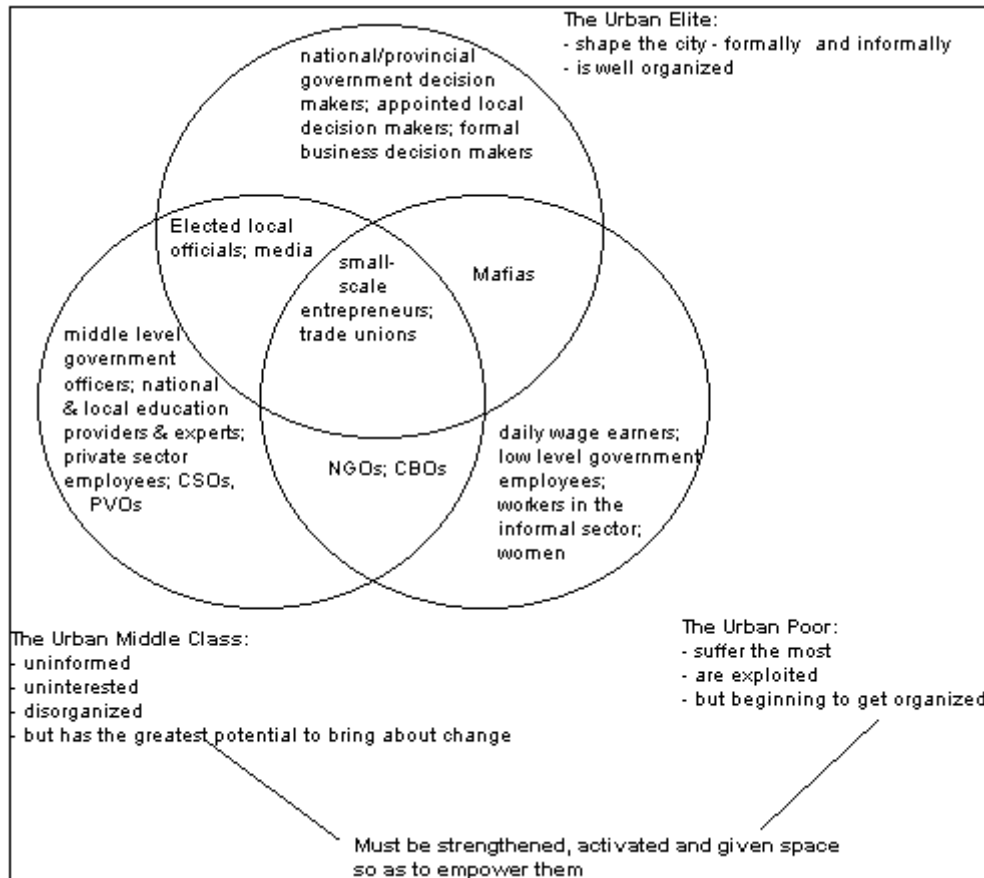 The Urban Elite:
- shape the city - formally and informally
- is well organized
national/provincial
government decision
makers; appointed local
decision makers; formal
business decision makers
Elected local
officials; media
small-
scale
entrepreneurs;
trade unions
Mafias
middle level
government
officers; national
& local education
providers & experts;
private sector
employees; CSOs,
PVOs
NGOs; CBOs
daily wage earners;
low level government
employees;
workers in the
informal sector;
women
The Urban Middle Class:
- uninformed
- uninterested
- disorganized
- but has the greatest potential to bring about change
The Urban Poor:
- suffer the most
- are exploited
- but beginning to get organized
Must be strengthened, activated and given space
so as to empower them